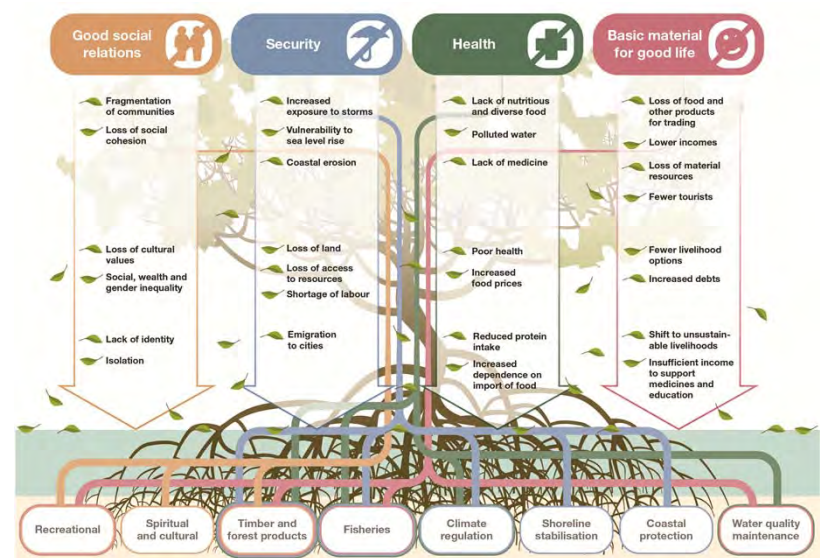 Good social
relations
Security
Health
Basic material
for good life
Fragmentation
of communities
Loss of social
cohesion
Loss of cultural
values
Social, wealth and
gender inequality
Lack of identity
Isolation
Increased
exposure to storms
Vulnerability to
sea level rise
Coastal erosion
Loss of land
Loss of access
to resources
Shortage of labour
Emigration
to cities
Lack of nutritious
and diverse food
Polluted water
Lack of medicine
Poor health
Increased
food prices
Reduced protein
intake
Increased
dependence on
import of food
Loss of food and
other products
for trading
Lower incomes
Loss of material
resources
Fewer tourists
Fewer livelihood
options
Increased debts
Shift to unsustain-
able livelihoods
Insufficient income
to support
medicines and
education
Recreational
Spiritual
and cultural
Timber and
forest products
Fisheries
Climate
regulation
Shoreline
stabilisation
Coastal
protection
Water quality
maintenance